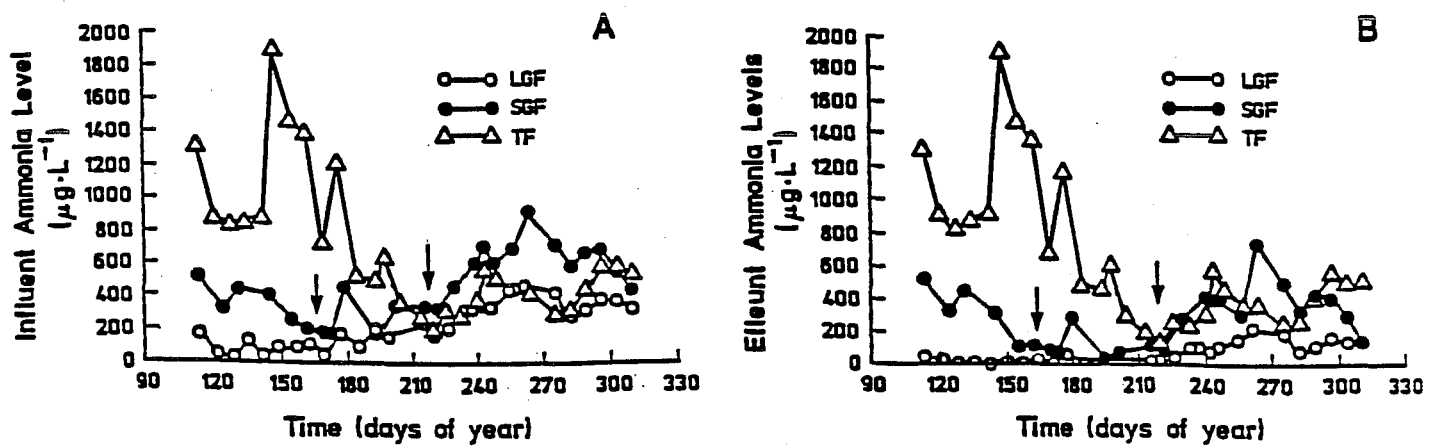 A
Influent Ammonia Level
(μg·L⁻¹)
2000
1800
1600
1400
1200
1000
800
600
400
200
0
LGF
SGF
TF
90 120 150 180 210 240 270 300 330
Time (days of year)
B
Elleunt Ammonia Levels
(μg·L⁻¹)
2000
1800
1600
1400
1200
1000
800
600
400
200
0
LGF
SGF
TF
90 120 150 180 210 240 270 300 330
Time (days of year)